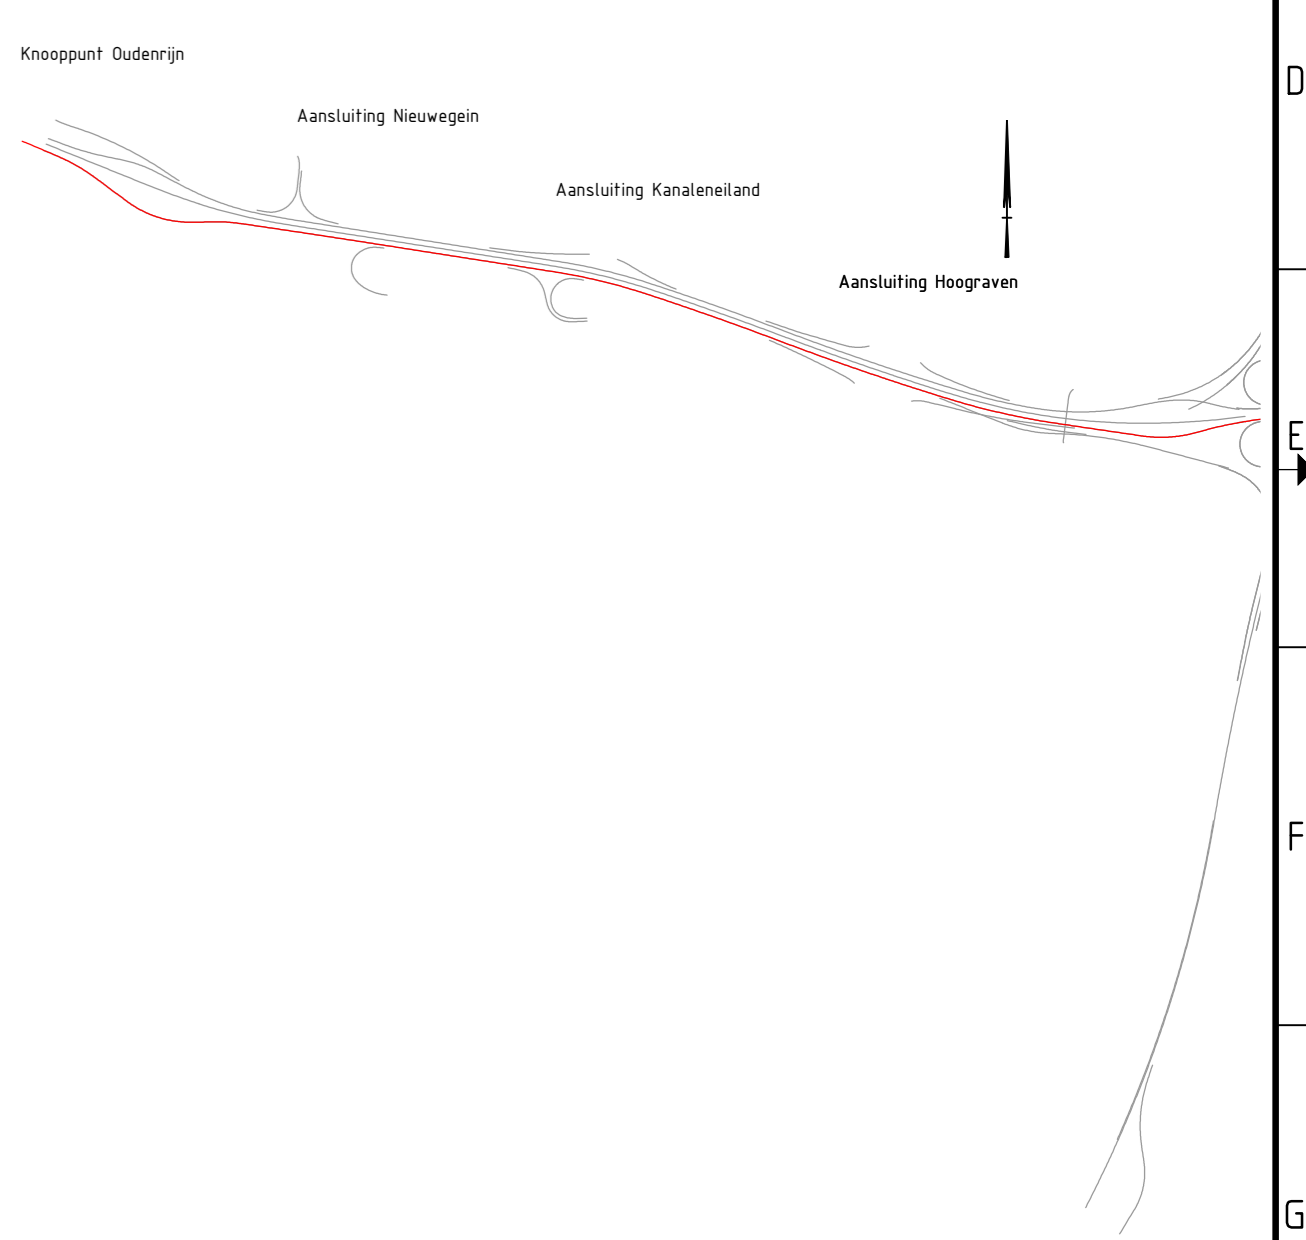 Knooppunt Oudenrijn
D
Aansluiting Nieuwegein
Aansluiting Kanaleneiland
Aansluiting Hoograven
E
F
G